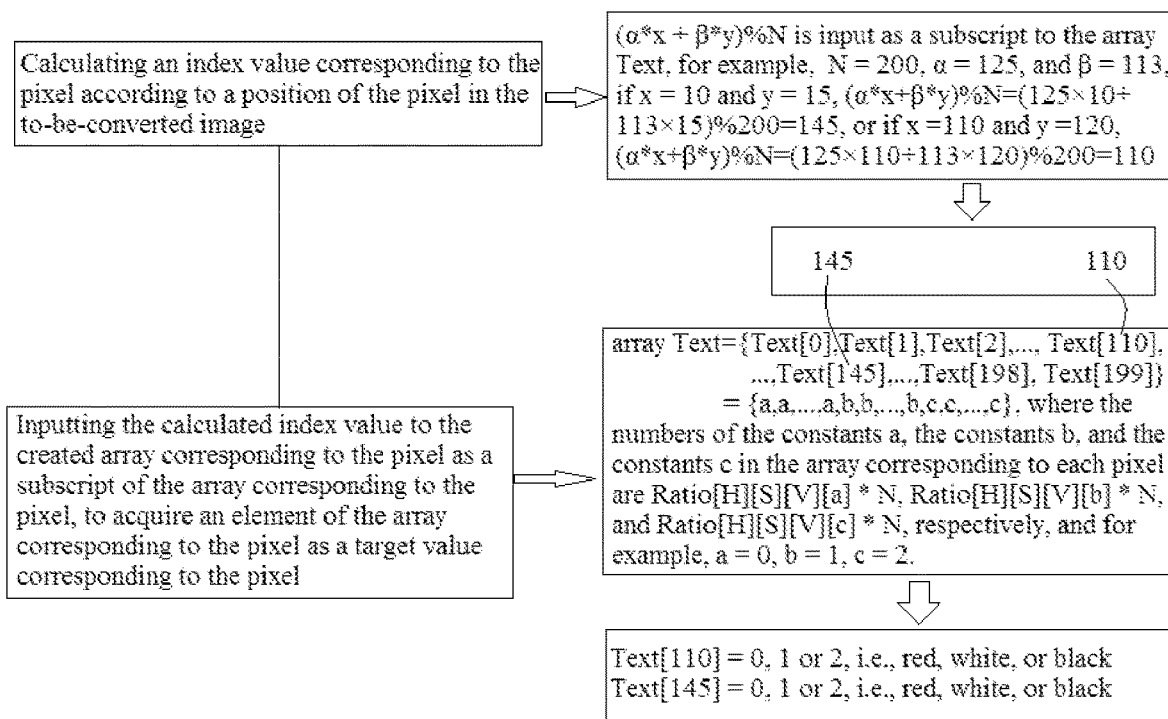 Calculating an index value corresponding to the
pixel according to a position of the pixel in the
to-be-converted image
(α*x + β*y)%N is input as a subscript to the array
Text, for example, N = 200, α = 125, and β = 113,
if x = 10 and y = 15, (α*x+β*y)%N=(125×10+
113×15)%200=145, or if x =110 and y =120,
(α*x+β*y)%N=(125×110+113×120)%200=110
145 110
array Text={Text[0],Text[1],Text[2],..., Text[110],
...,Text[145],...,Text[198], Text[199]}
= {a,a,...,a,b,b,...,b,c,c,...,c}, where the
numbers of the constants a, the constants b, and the
constants c in the array corresponding to each pixel
are Ratio[H][S][V][a] * N, Ratio[H][S][V][b] * N,
and Ratio[H][S][V][c] * N, respectively, and for
example, a = 0, b = 1, c = 2.
Inputting the calculated index value to the
created array corresponding to the pixel as a
subscript of the array corresponding to the
pixel, to acquire an element of the array
corresponding to the pixel as a target value
corresponding to the pixel
Text[110] = 0, 1 or 2, i.e., red, white, or black
Text[145] = 0, 1 or 2, i.e., red, white, or black